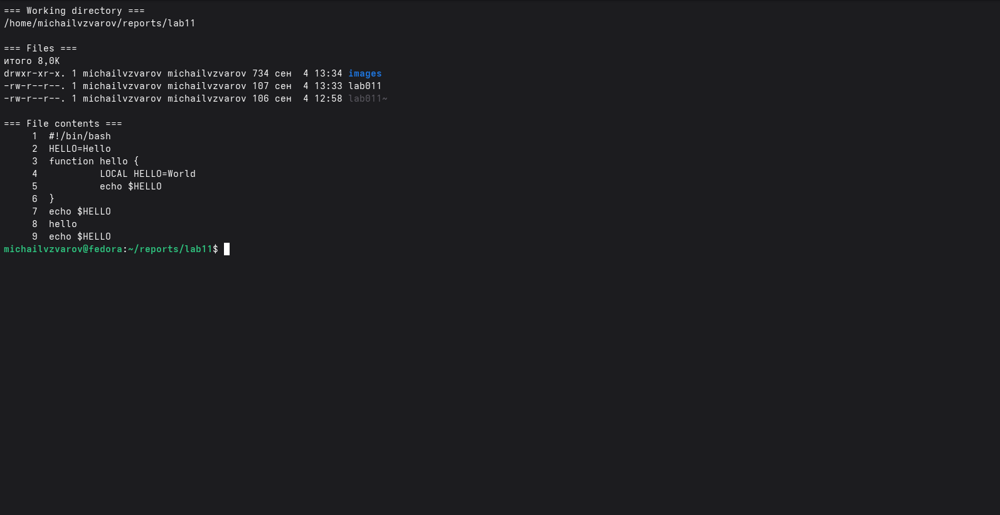 === Working directory ===
/home/michailvzvarov/reports/lab11
=== Files ===
итого 8,0K
drwxr-xr-x. 1 michailvzvarov michailvzvarov 734 сен  4 13:34 images
-rw-r--r--. 1 michailvzvarov michailvzvarov 107 сен  4 13:33 lab011
-rw-r--r--. 1 michailvzvarov michailvzvarov 106 сен  4 12:58 lab011~
=== File contents ===
     1  #!/bin/bash
     2  HELLO=Hello
     3  function hello {
     4           LOCAL HELLO=World
     5           echo $HELLO
     6  }
     7  echo $HELLO
     8  hello
     9  echo $HELLO
michailvzvarov@fedora:~/reports/lab11$